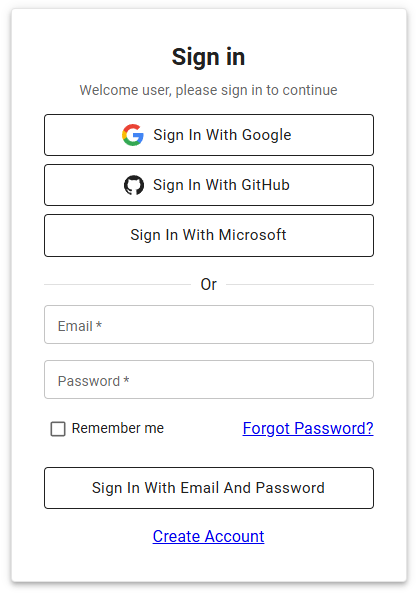 Sign in
Welcome user, please sign in to continue
Sign In With Google
Sign In With GitHub
Sign In With Microsoft
Or
Email *
Password *
Remember me Forgot Password?
Sign In With Email And Password
Create Account